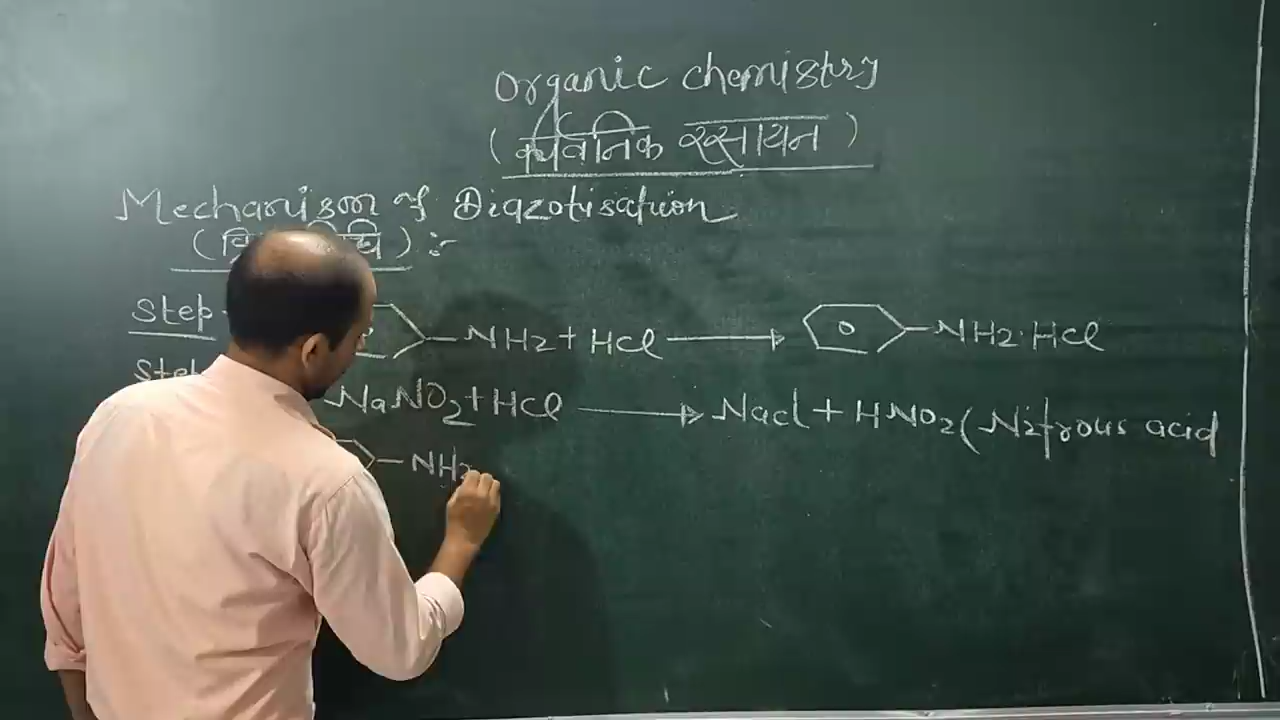 Organic chemistry
(कार्बनिक रसायन)
Mechanism of Diazotisation
:-
Step
NH2 + HCl → NH2·HCl
Step
NaNO2 + HCl → Nacl + HNO2 (Nitrous acid
NH2